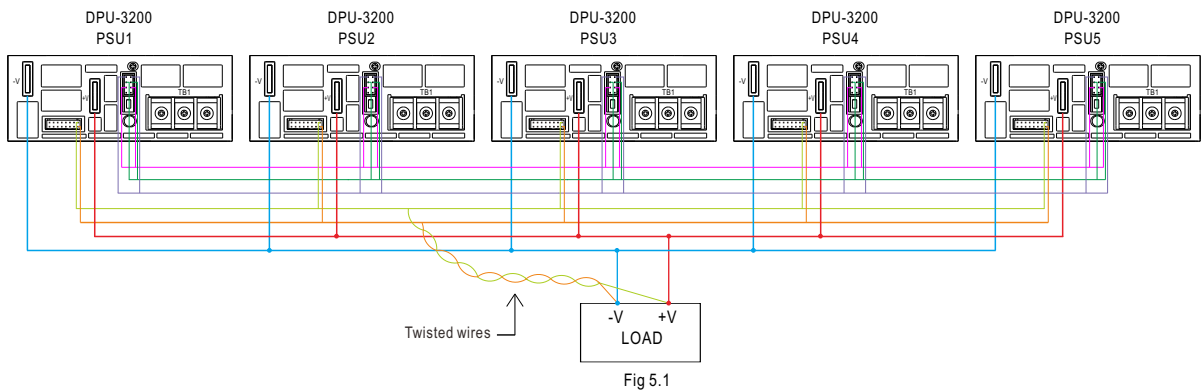 DPU-3200 DPU-3200 DPU-3200 DPU-3200 DPU-3200
PSU1 PSU2 PSU3 PSU4 PSU5
-V +V TB1 -V +V TB1 -V +V TB1 -V +V TB1 -V +V TB1
Twisted wires
-V +V
LOAD
Fig 5.1